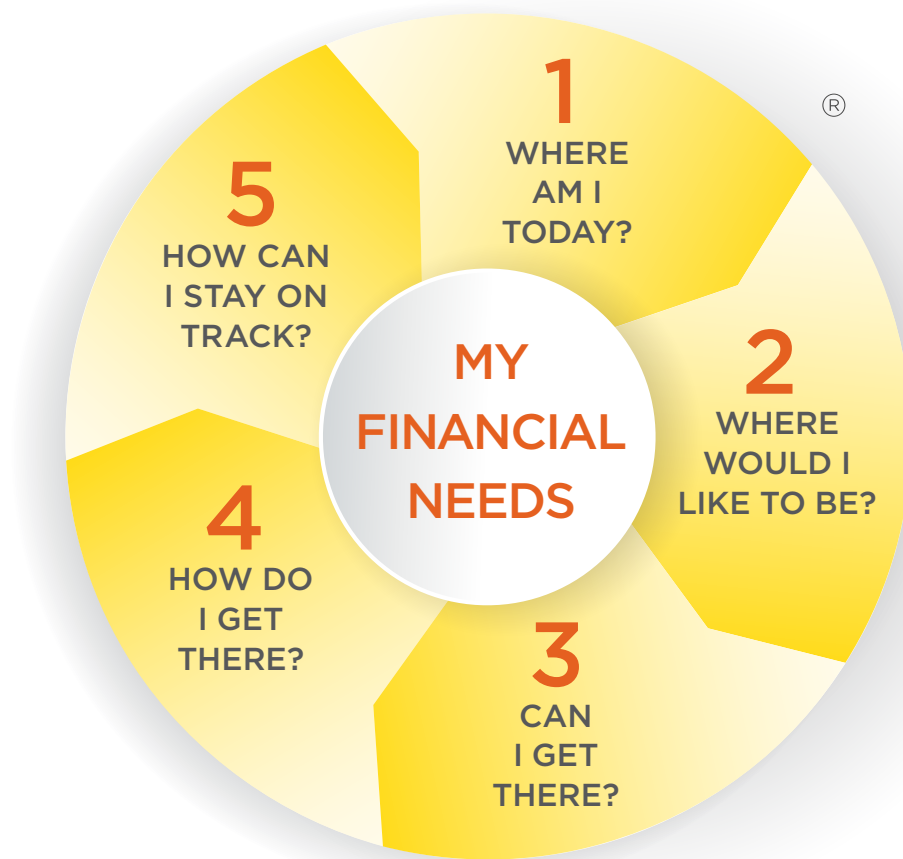 MY
FINANCIAL
NEEDS
1
WHERE
AM I
TODAY?
®
2
WHERE
WOULD I
LIKE TO BE?
3
CAN
I GET
THERE?
4
HOW DO
I GET
THERE?
5
HOW CAN
I STAY ON
TRACK?